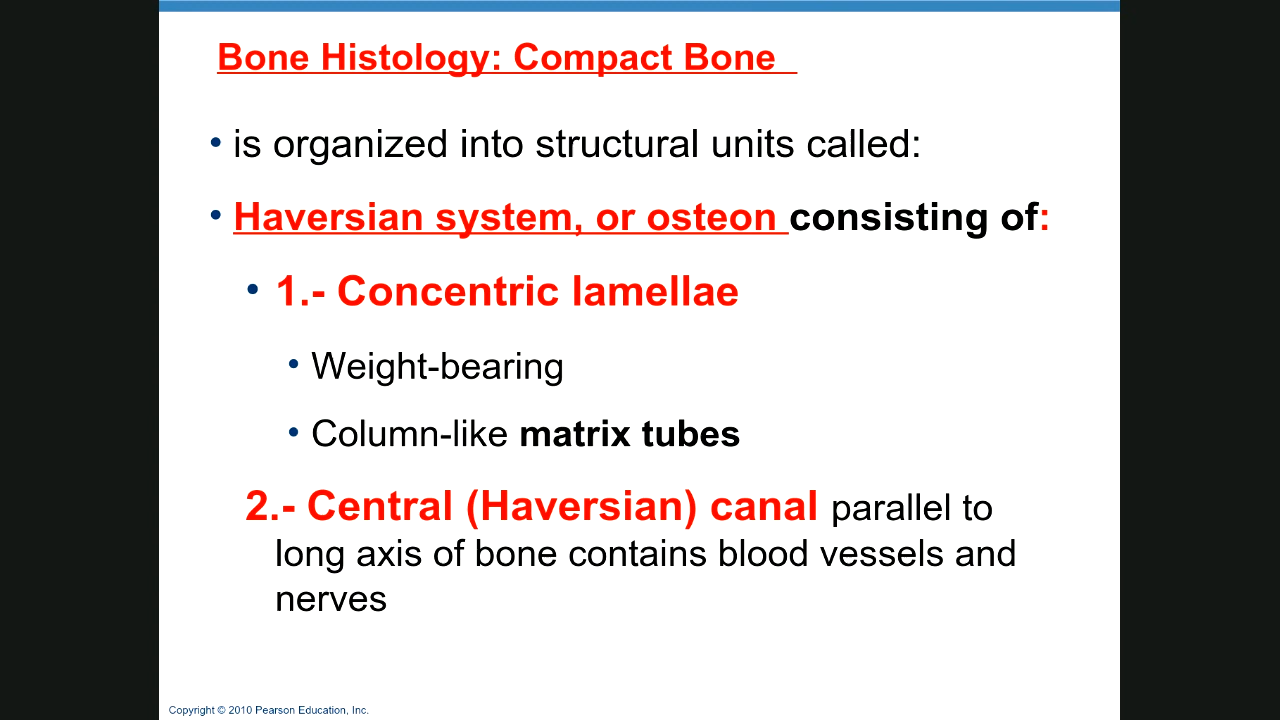 Bone Histology: Compact Bone
• is organized into structural units called:
• Haversian system, or osteon consisting of:
• 1.- Concentric lamellae
• Weight-bearing
• Column-like matrix tubes
2.- Central (Haversian) canal parallel to
long axis of bone contains blood vessels and
nerves
Copyright © 2010 Pearson Education, Inc.